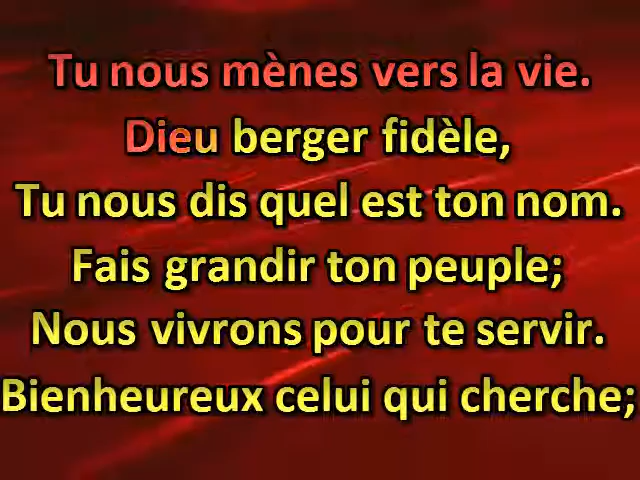 Tu nous mènes vers la vie.
Dieu berger fidèle,
Tu nous dis quel est ton nom.
Fais grandir ton peuple;
Nous vivrons pour te servir.
Bienheureux celui qui cherche;